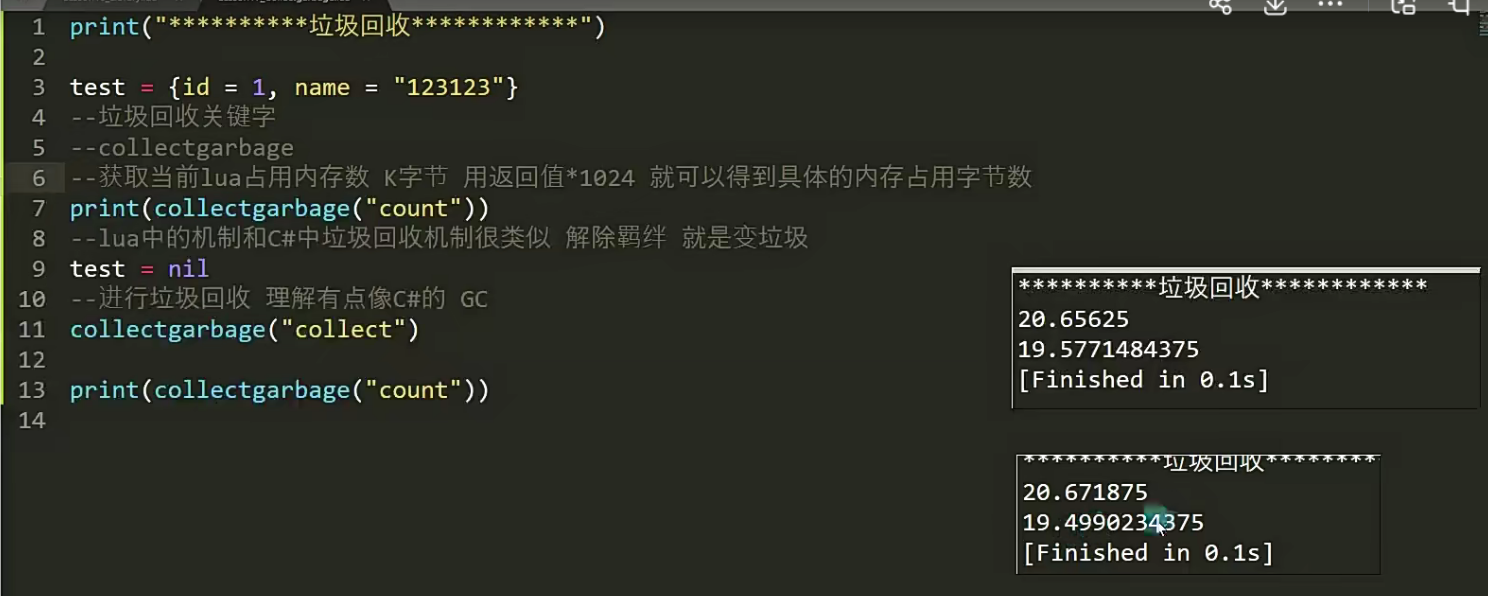 1 print("**********垃圾回收************")
2
3 test = {id = 1, name = "123123"}
4 --垃圾回收关键字
5 --collectgarbage
6 --获取当前lua占用内存数 K字节 用返回值*1024 就可以得到具体的内存占用字节数
7 print(collectgarbage("count"))
8 --lua中的机制和C#中垃圾回收机制很类似 解除羁绊 就是变垃圾
9 test = nil
10 --进行垃圾回收 理解有点像C#的 GC
11 collectgarbage("collect")
12
13 print(collectgarbage("count"))
14
**********垃圾回收************
20.65625
19.5771484375
[Finished in 0.1s]
**********垃圾回收********
20.671875
19.4990234375
[Finished in 0.1s]